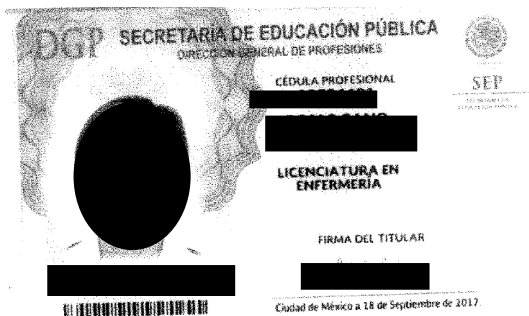 DGP
SECRETARÍA DE EDUCACIÓN PÚBLICA
DIRECCIÓN GENERAL DE PROFESIONES
CÉDULA PROFESIONAL
SEP
LICENCIATURA EN
ENFERMERÍA
FIRMA DEL TITULAR
Ciudad de México a 18 de Septiembre de 2017.